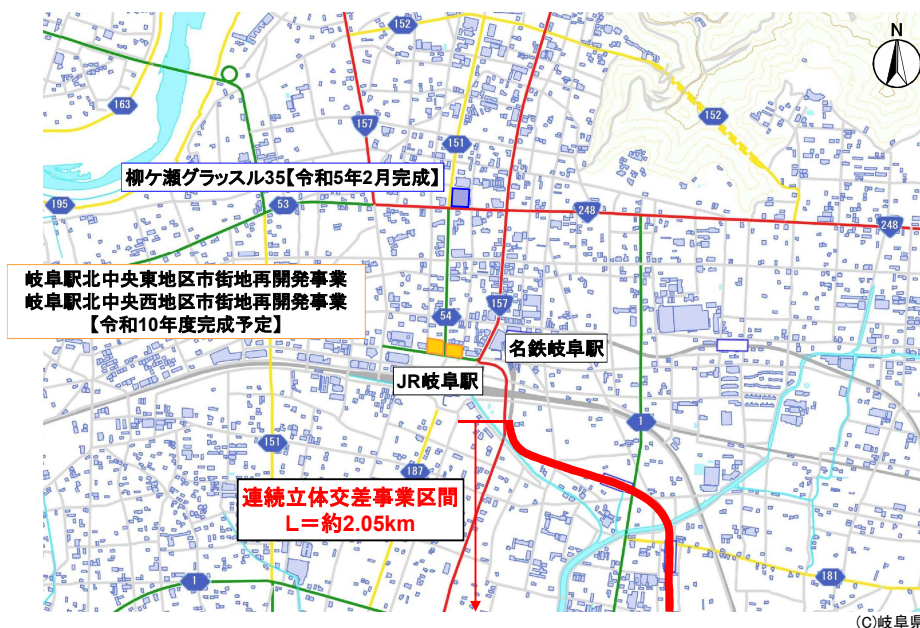 N
152
163
157
151
152
柳ケ瀬グラッスル35【令和5年2月完成】
195
53
248
248
岐阜駅北中央東地区市街地再開発事業
岐阜駅北中央西地区市街地再開発事業
【令和10年度完成予定】
157
54
名鉄岐阜駅
JR岐阜駅
1
151
187
連続立体交差事業区間
L＝約2.05km
1
181
(C)岐阜県